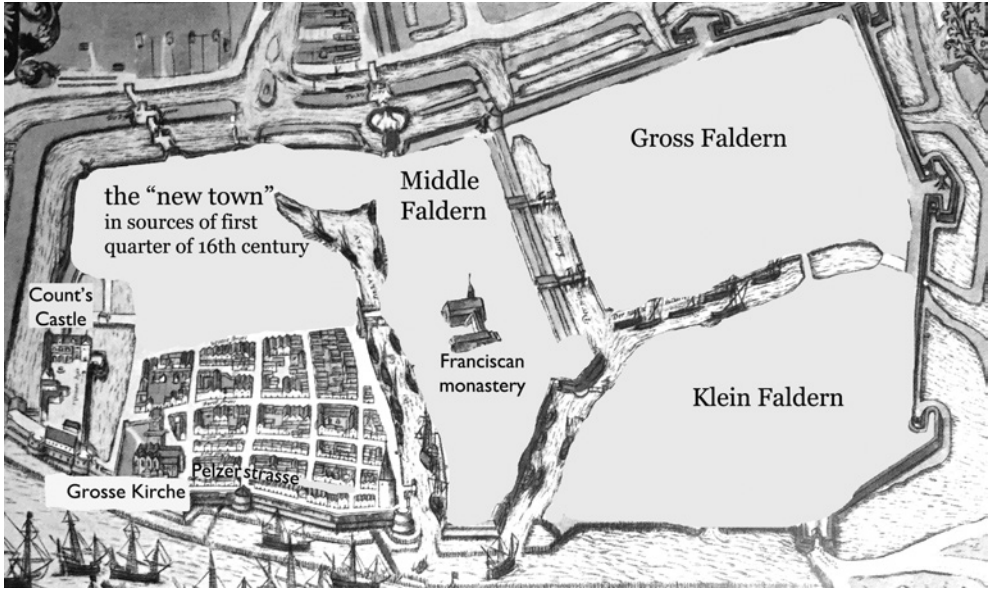 Gross Faldern
Middle
Faldern
the “new town”
in sources of first
quarter of 16th century
Count's
Castle
Franciscan
monastery
Klein Faldern
Pelzerstrasse
Grosse Kirche